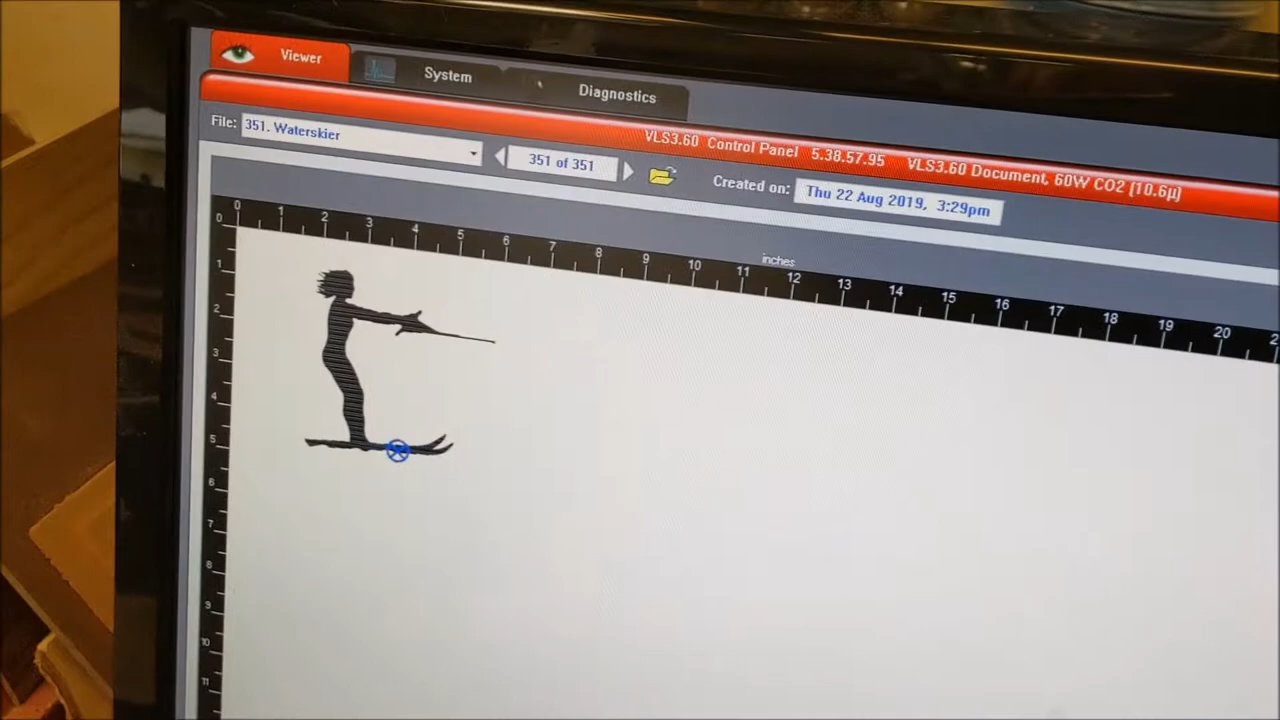 Viewer
System
Diagnostics
VLS3.60 Control Panel 5.38.57.95 VLS3.60 Document, 60W CO2 [10.6µ]
File: 351. Waterskier
351 of 351
Created on: Thu 22 Aug 2019, 3:29pm
inches
0 1 2 3 4 5 6 7 8 9 10 11 12 13 14 15 16 17 18 19 20
0
1
2
3
4
5
6
7
8
9
10
11